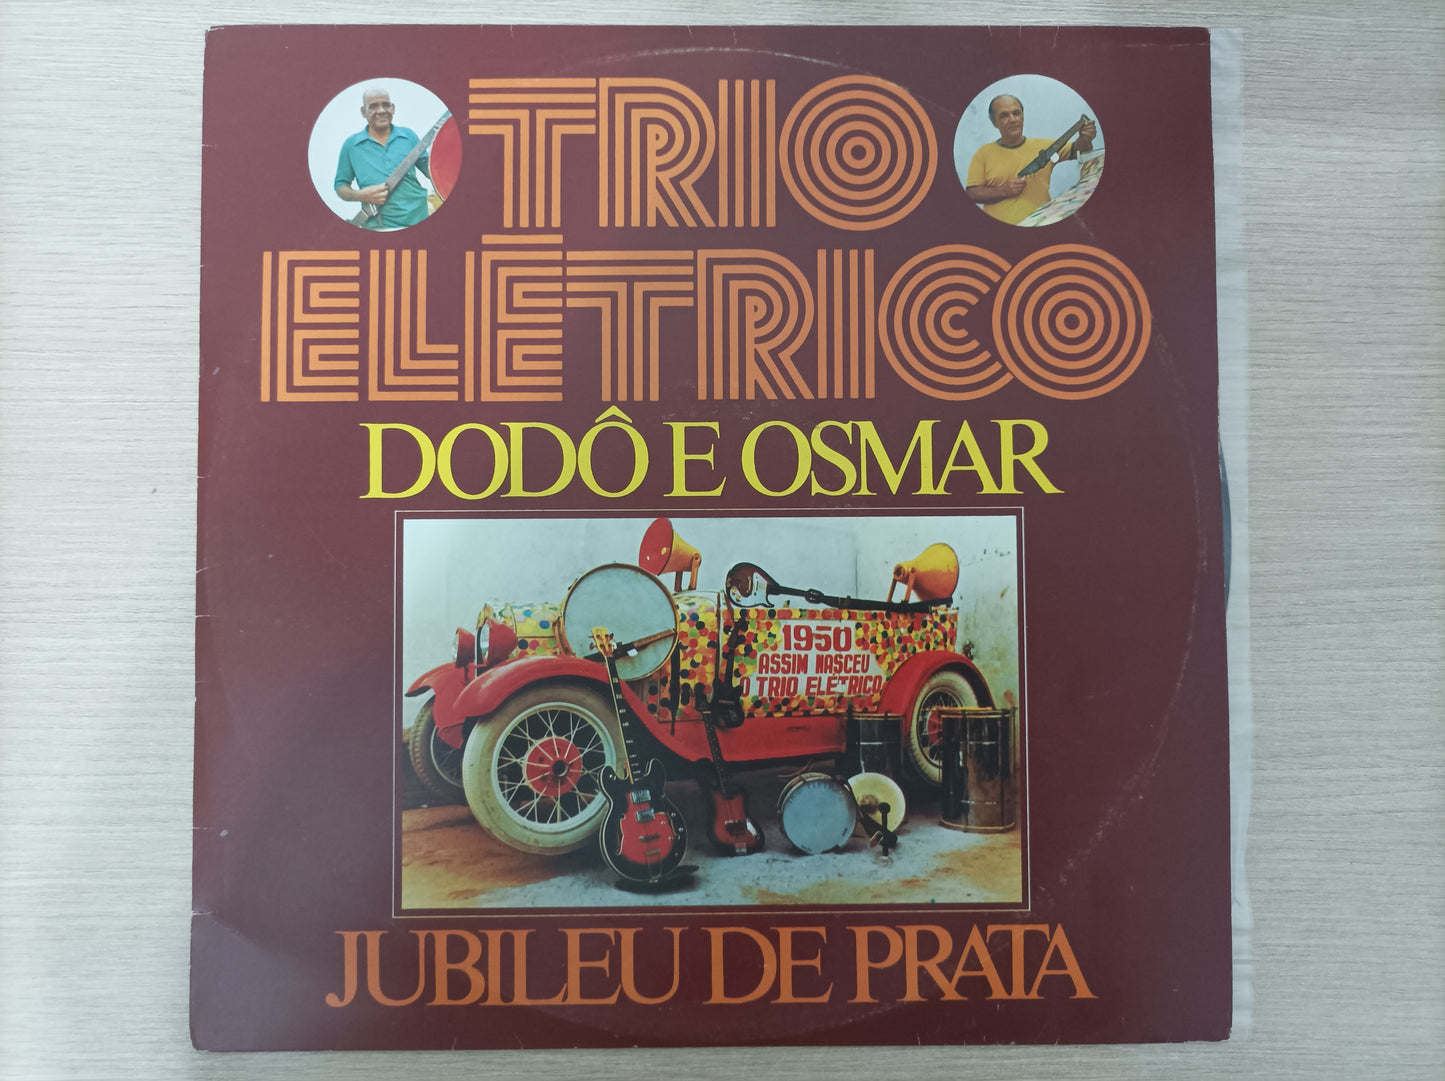 TRIO
ELÉTRICO
DODÔ E OSMAR
1950
ASSIM NASCEU
O TRIO ELÉTRICO
JUBILEU DE PRATA